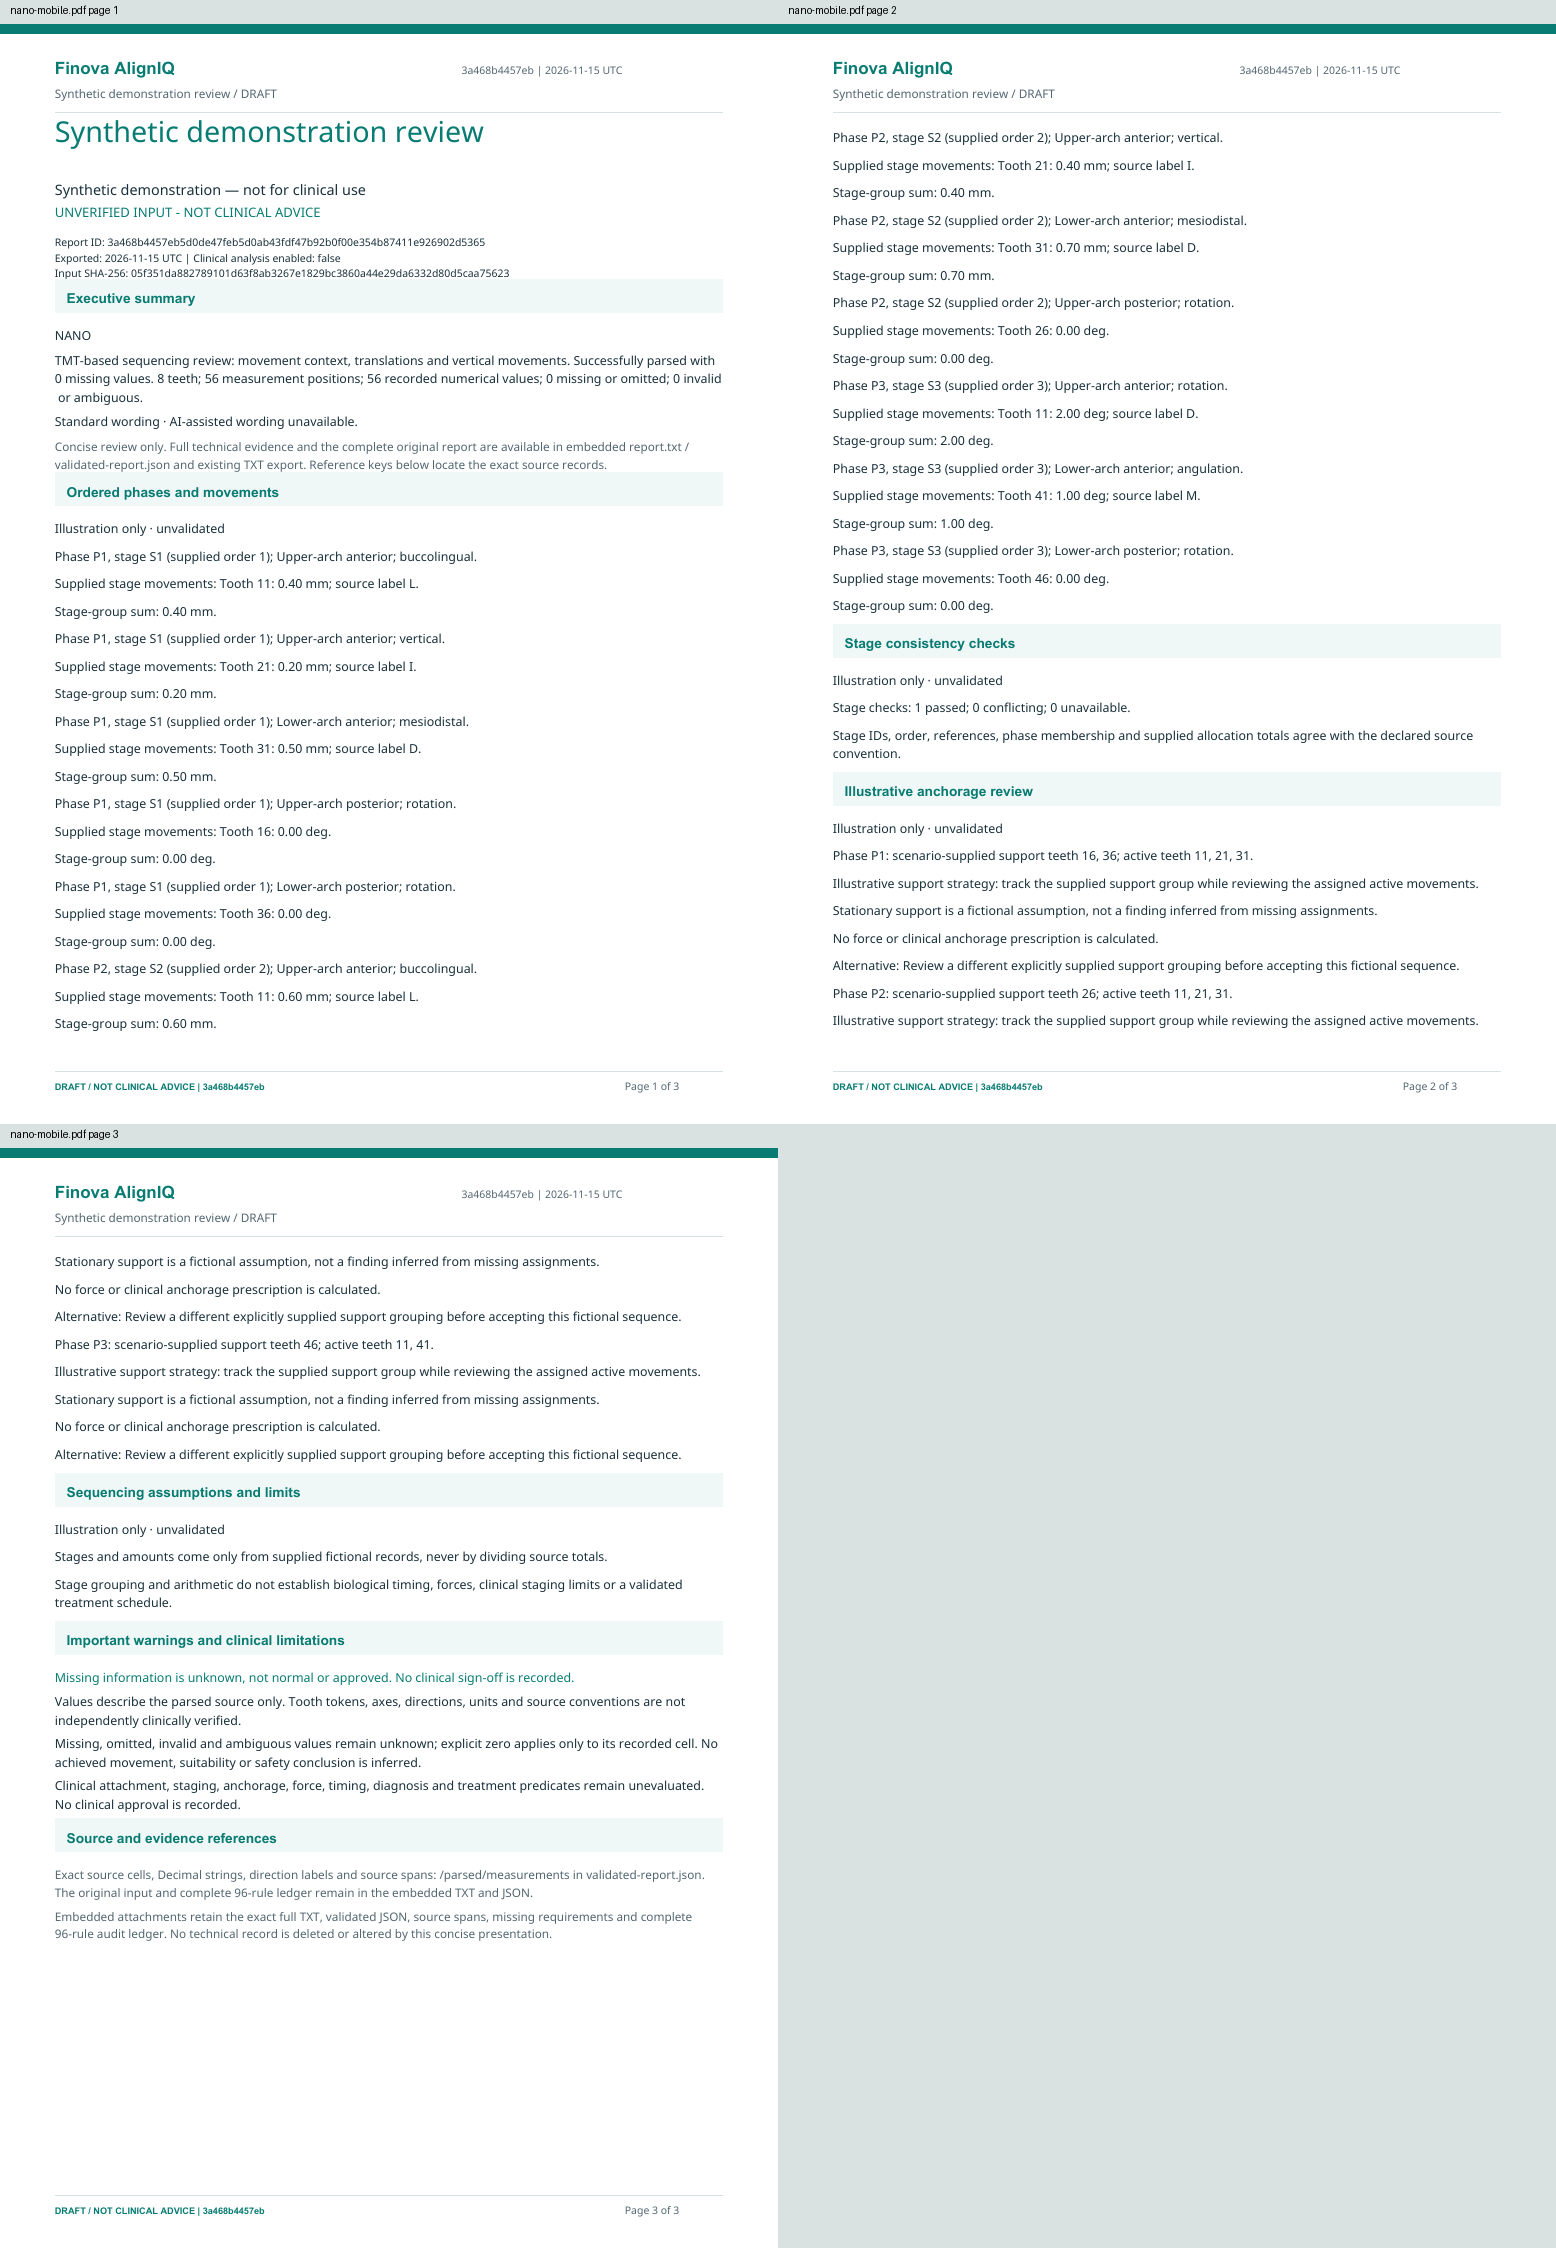 nano-mobile.pdf page 1
Finova AlignIQ
3a468b4457eb | 2026-11-15 UTC
Synthetic demonstration review / DRAFT
Synthetic demonstration review
Synthetic demonstration — not for clinical use
UNVERIFIED INPUT - NOT CLINICAL ADVICE
Report ID: 3a468b4457eb5d0de47feb5d0ab43fdf47b92b0f00e354b87411e926902d5365
Exported: 2026-11-15 UTC | Clinical analysis enabled: false
Input SHA-256: 05f351da882789101d63f8ab3267e1829bc3860a44e29da6332d80d5caa75623
Executive summary
NANO
TMT-based sequencing review: movement context, translations and vertical movements. Successfully parsed with
0 missing values. 8 teeth; 56 measurement positions; 56 recorded numerical values; 0 missing or omitted; 0 invalid
or ambiguous.
Standard wording · AI-assisted wording unavailable.
Concise review only. Full technical evidence and the complete original report are available in embedded report.txt /
validated-report.json and existing TXT export. Reference keys below locate the exact source records.
Ordered phases and movements
Illustration only · unvalidated
Phase P1, stage S1 (supplied order 1); Upper-arch anterior; buccolingual.
Supplied stage movements: Tooth 11: 0.40 mm; source label L.
Stage-group sum: 0.40 mm.
Phase P1, stage S1 (supplied order 1); Upper-arch anterior; vertical.
Supplied stage movements: Tooth 21: 0.20 mm; source label I.
Stage-group sum: 0.20 mm.
Phase P1, stage S1 (supplied order 1); Lower-arch anterior; mesiodistal.
Supplied stage movements: Tooth 31: 0.50 mm; source label D.
Stage-group sum: 0.50 mm.
Phase P1, stage S1 (supplied order 1); Upper-arch posterior; rotation.
Supplied stage movements: Tooth 16: 0.00 deg.
Stage-group sum: 0.00 deg.
Phase P1, stage S1 (supplied order 1); Lower-arch posterior; rotation.
Supplied stage movements: Tooth 36: 0.00 deg.
Stage-group sum: 0.00 deg.
Phase P2, stage S2 (supplied order 2); Upper-arch anterior; buccolingual.
Supplied stage movements: Tooth 11: 0.60 mm; source label L.
Stage-group sum: 0.60 mm.
DRAFT / NOT CLINICAL ADVICE | 3a468b4457eb
Page 1 of 3
nano-mobile.pdf page 2
Finova AlignIQ
3a468b4457eb | 2026-11-15 UTC
Synthetic demonstration review / DRAFT
Phase P2, stage S2 (supplied order 2); Upper-arch anterior; vertical.
Supplied stage movements: Tooth 21: 0.40 mm; source label I.
Stage-group sum: 0.40 mm.
Phase P2, stage S2 (supplied order 2); Lower-arch anterior; mesiodistal.
Supplied stage movements: Tooth 31: 0.70 mm; source label D.
Stage-group sum: 0.70 mm.
Phase P2, stage S2 (supplied order 2); Upper-arch posterior; rotation.
Supplied stage movements: Tooth 26: 0.00 deg.
Stage-group sum: 0.00 deg.
Phase P3, stage S3 (supplied order 3); Upper-arch anterior; rotation.
Supplied stage movements: Tooth 11: 2.00 deg; source label D.
Stage-group sum: 2.00 deg.
Phase P3, stage S3 (supplied order 3); Lower-arch anterior; angulation.
Supplied stage movements: Tooth 41: 1.00 deg; source label M.
Stage-group sum: 1.00 deg.
Phase P3, stage S3 (supplied order 3); Lower-arch posterior; rotation.
Supplied stage movements: Tooth 46: 0.00 deg.
Stage-group sum: 0.00 deg.
Stage consistency checks
Illustration only · unvalidated
Stage checks: 1 passed; 0 conflicting; 0 unavailable.
Stage IDs, order, references, phase membership and supplied allocation totals agree with the declared source
convention.
Illustrative anchorage review
Illustration only · unvalidated
Phase P1: scenario-supplied support teeth 16, 36; active teeth 11, 21, 31.
Illustrative support strategy: track the supplied support group while reviewing the assigned active movements.
Stationary support is a fictional assumption, not a finding inferred from missing assignments.
No force or clinical anchorage prescription is calculated.
Alternative: Review a different explicitly supplied support grouping before accepting this fictional sequence.
Phase P2: scenario-supplied support teeth 26; active teeth 11, 21, 31.
Illustrative support strategy: track the supplied support group while reviewing the assigned active movements.
DRAFT / NOT CLINICAL ADVICE | 3a468b4457eb
Page 2 of 3
nano-mobile.pdf page 3
Finova AlignIQ
3a468b4457eb | 2026-11-15 UTC
Synthetic demonstration review / DRAFT
Stationary support is a fictional assumption, not a finding inferred from missing assignments.
No force or clinical anchorage prescription is calculated.
Alternative: Review a different explicitly supplied support grouping before accepting this fictional sequence.
Phase P3: scenario-supplied support teeth 46; active teeth 11, 41.
Illustrative support strategy: track the supplied support group while reviewing the assigned active movements.
Stationary support is a fictional assumption, not a finding inferred from missing assignments.
No force or clinical anchorage prescription is calculated.
Alternative: Review a different explicitly supplied support grouping before accepting this fictional sequence.
Sequencing assumptions and limits
Illustration only · unvalidated
Stages and amounts come only from supplied fictional records, never by dividing source totals.
Stage grouping and arithmetic do not establish biological timing, forces, clinical staging limits or a validated
treatment schedule.
Important warnings and clinical limitations
Missing information is unknown, not normal or approved. No clinical sign-off is recorded.
Values describe the parsed source only. Tooth tokens, axes, directions, units and source conventions are not
independently clinically verified.
Missing, omitted, invalid and ambiguous values remain unknown; explicit zero applies only to its recorded cell. No
achieved movement, suitability or safety conclusion is inferred.
Clinical attachment, staging, anchorage, force, timing, diagnosis and treatment predicates remain unevaluated.
No clinical approval is recorded.
Source and evidence references
Exact source cells, Decimal strings, direction labels and source spans: /parsed/measurements in validated-report.json.
The original input and complete 96-rule ledger remain in the embedded TXT and JSON.
Embedded attachments retain the exact full TXT, validated JSON, source spans, missing requirements and complete
96-rule audit ledger. No technical record is deleted or altered by this concise presentation.
DRAFT / NOT CLINICAL ADVICE | 3a468b4457eb
Page 3 of 3